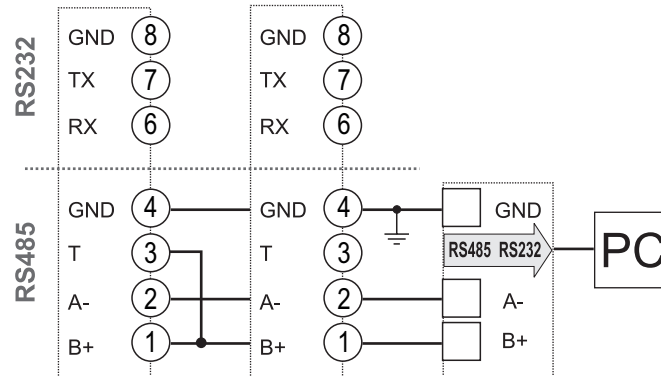 RS232
GND 8 GND 8
TX 7 TX 7
RX 6 RX 6
RS485
GND 4 GND 4 GND
T 3 T 3 RS485 RS232 PC
A- 2 A- 2 A-
B+ 1 B+ 1 B+